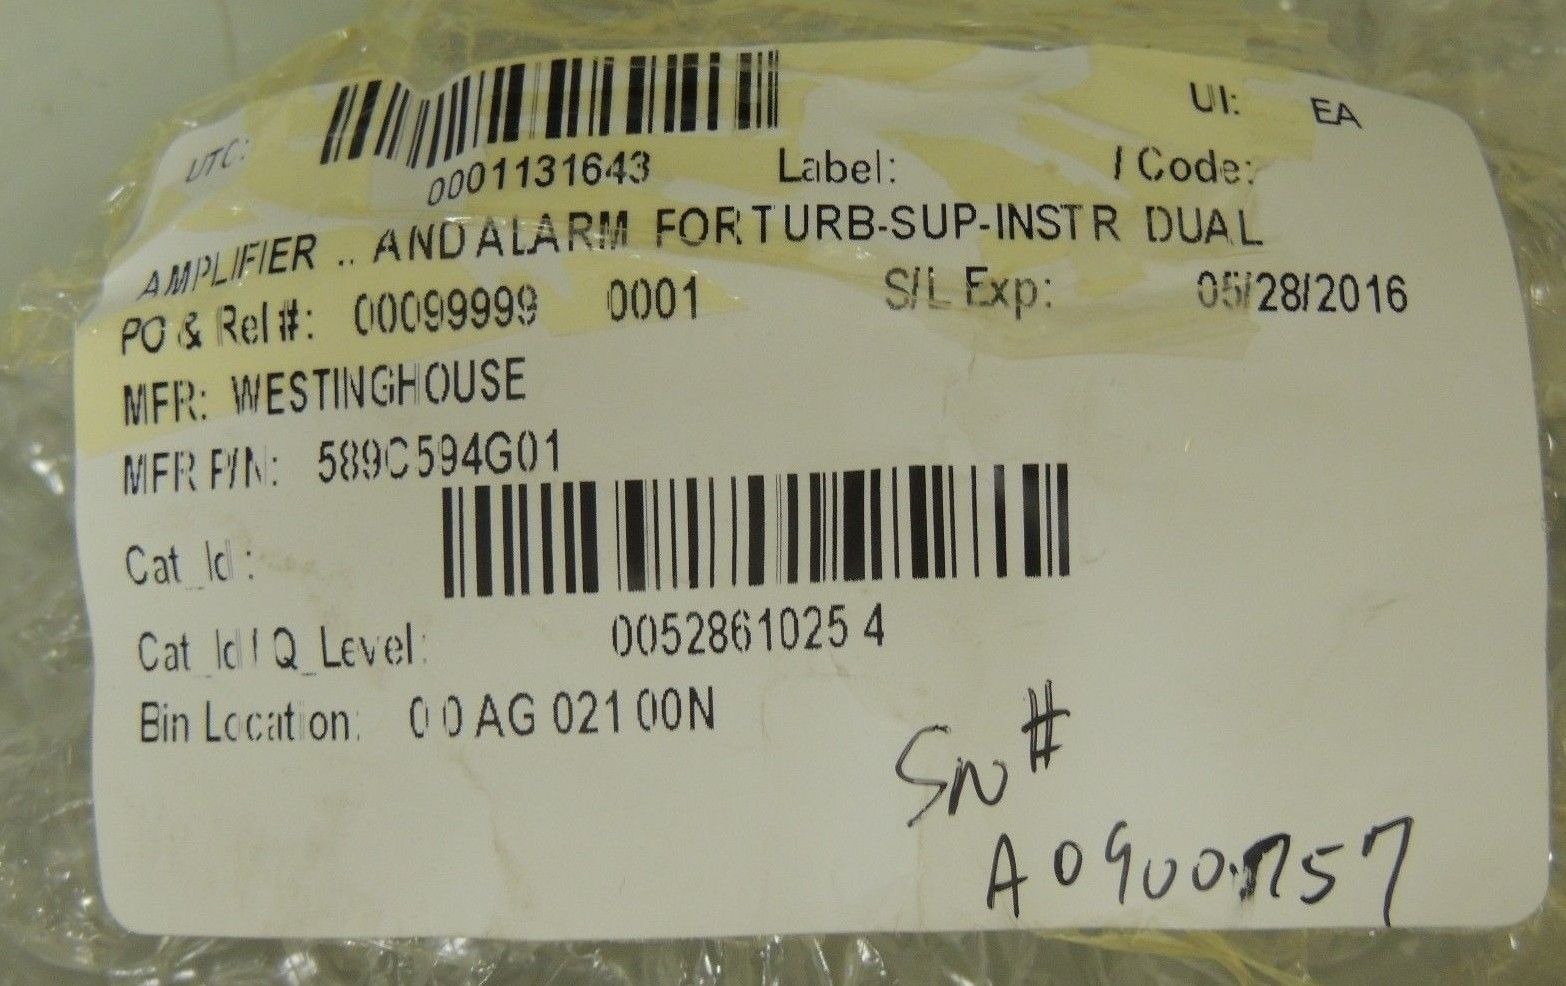 UTC: UI: EA
0001131643 Label: / Code:
AMPLIFIER .. AND ALARM FOR TURB-SUP-INSTR DUAL
PO & Rel #: 00099999 0001 S/L Exp: 05/28/2016
MFR: WESTINGHOUSE
MFR P/N: 589C594G01
Cat_Id :
Cat_Id / Q_Level: 0052861025 4
Bin Location: 0 0 AG 021 00N
SN #